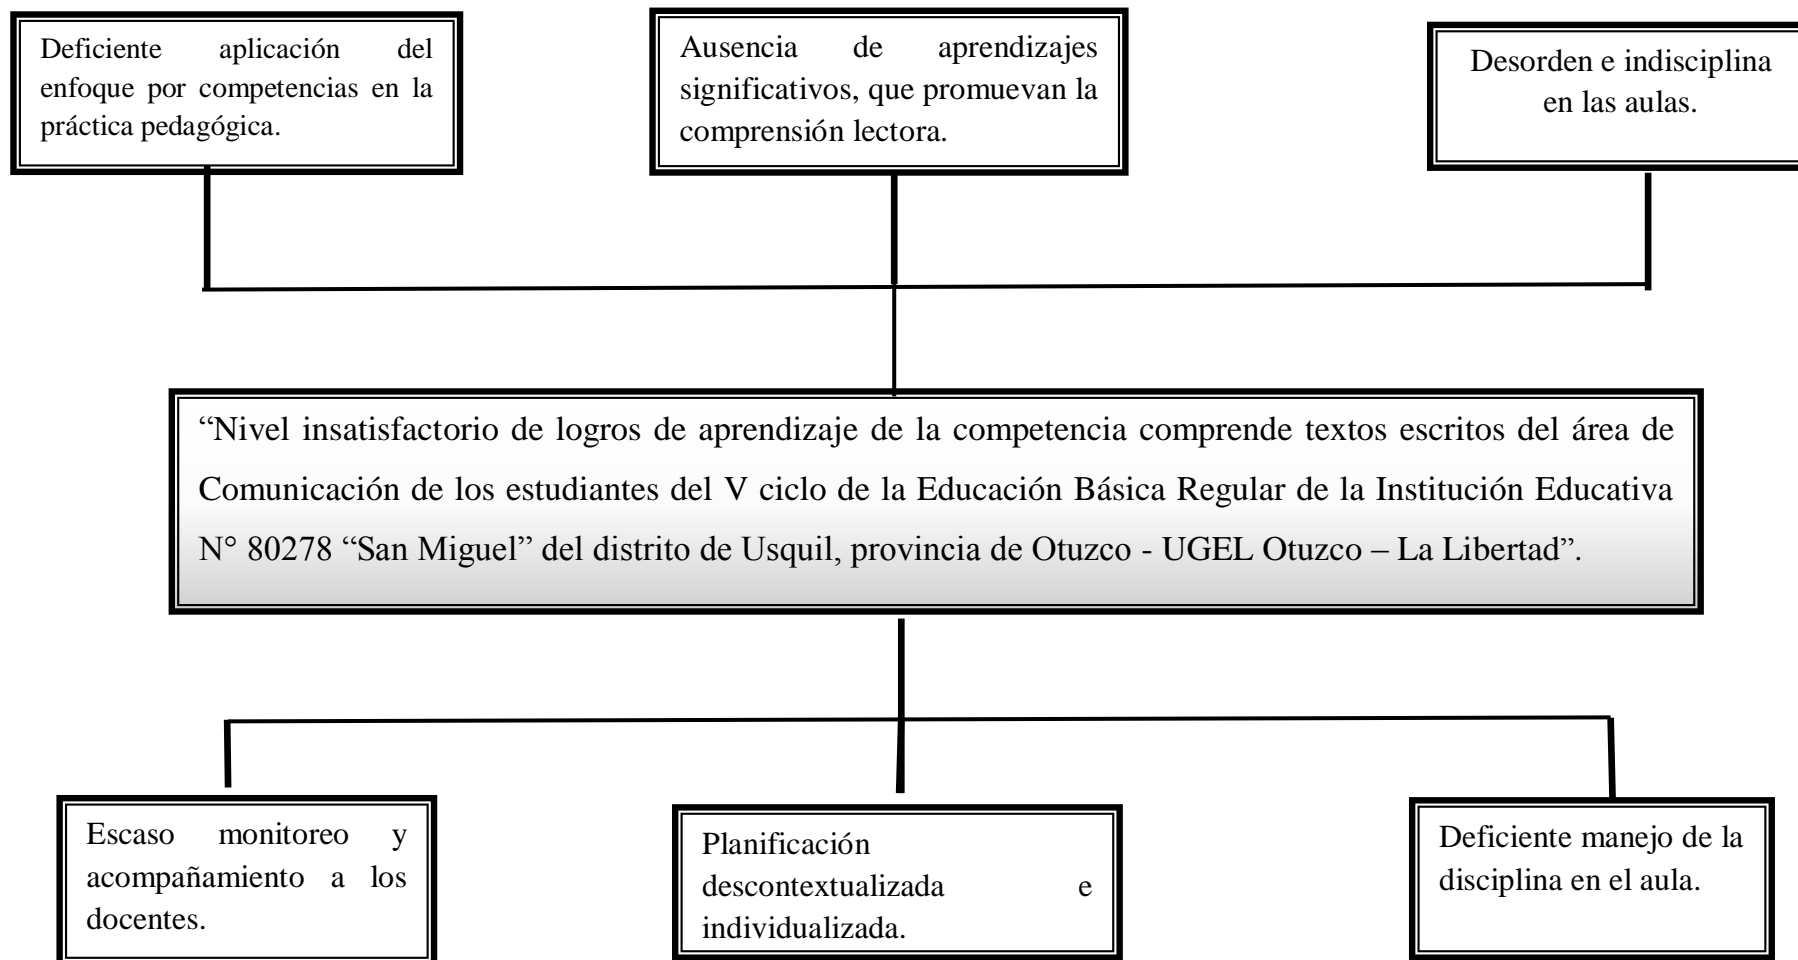 Deficiente aplicación del
enfoque por competencias en la
práctica pedagógica.
Ausencia de aprendizajes
significativos, que promuevan la
comprensión lectora.
Desorden e indisciplina
en las aulas.
“Nivel insatisfactorio de logros de aprendizaje de la competencia comprende textos escritos del área de
Comunicación de los estudiantes del V ciclo de la Educación Básica Regular de la Institución Educativa
N° 80278 “San Miguel” del distrito de Usquil, provincia de Otuzco - UGEL Otuzco – La Libertad”.
Escaso monitoreo y
acompañamiento a los
docentes.
Planificación
descontextualizada e
individualizada.
Deficiente manejo de la
disciplina en el aula.